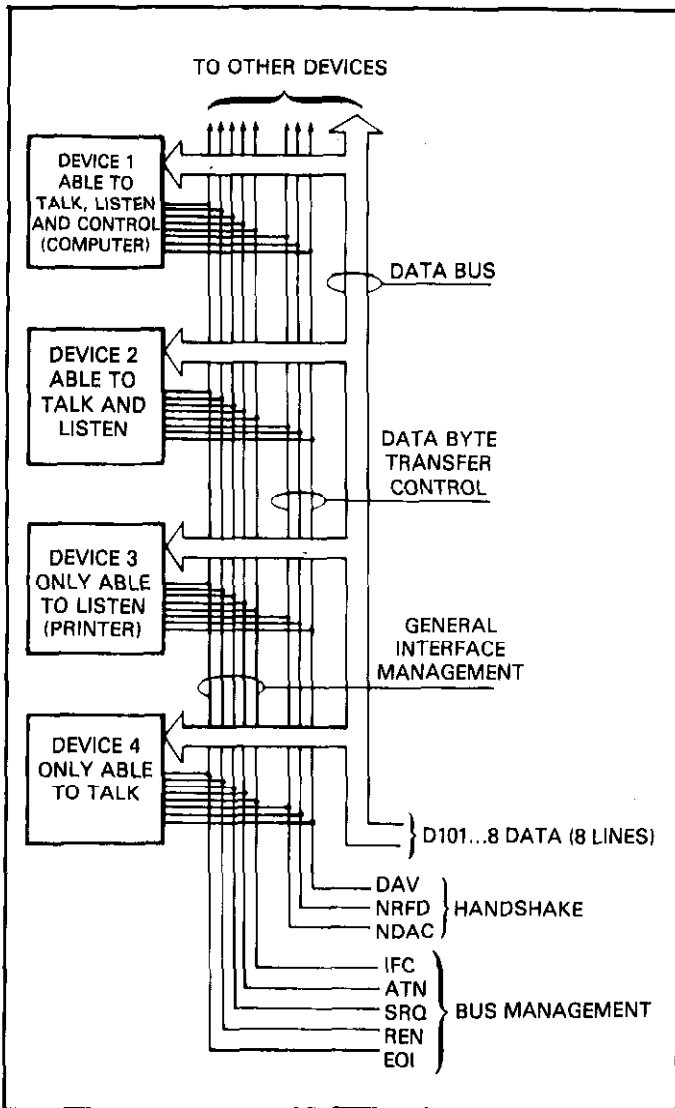 TO OTHER DEVICES
DEVICE 1
ABLE TO
TALK, LISTEN
AND CONTROL
(COMPUTER)
DATA BUS
DEVICE 2
ABLE TO
TALK AND
LISTEN
DATA BYTE
TRANSFER
CONTROL
DEVICE 3
ONLY ABLE
TO LISTEN
(PRINTER)
GENERAL
INTERFACE
MANAGEMENT
DEVICE 4
ONLY ABLE
TO TALK
D101...8 DATA (8 LINES)
DAV
NRFD
NDAC
HANDSHAKE
IFC
ATN
SRQ
REN
EOI
BUS MANAGEMENT